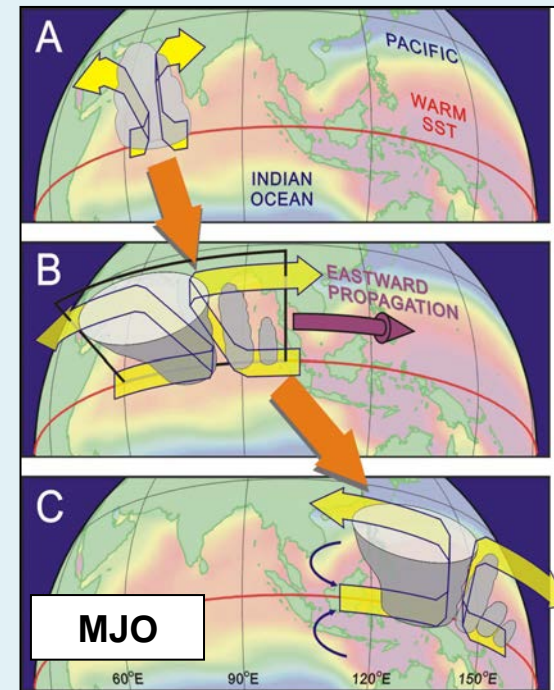 A
PACIFIC
WARM
SST
INDIAN
OCEAN
B
EASTWARD
PROPAGATION
C
MJO
60°E
90°E
120°E
150°E